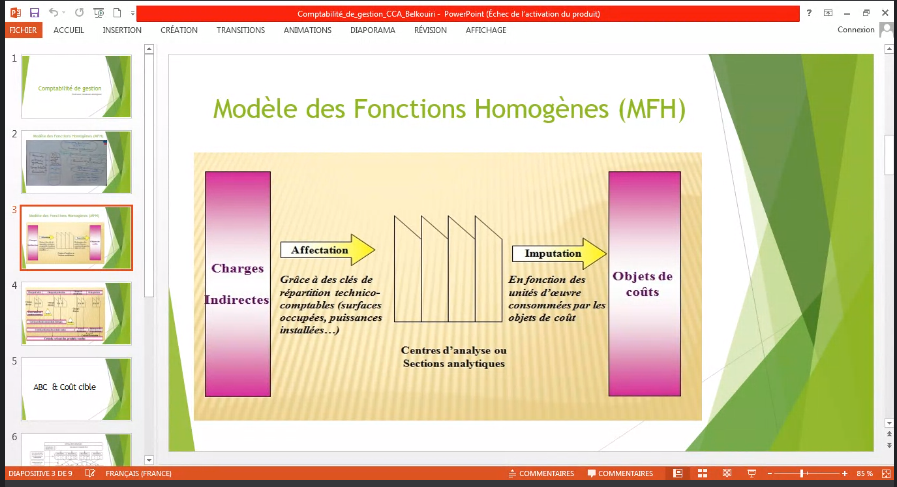 Comptabilité_de_gestion_CCA_Belkouiri - PowerPoint (Échec de l'activation du produit)
FICHIER ACCUEIL INSERTION CRÉATION TRANSITIONS ANIMATIONS DIAPORAMA RÉVISION AFFICHAGE Connexion
1
Comptabilité de gestion
2
Modèle des Fonctions Homogènes (MFH)
3
Modèle des Fonctions Homogènes (MFH)
4
5
ABC & Coût cible
6
Modèle des Fonctions Homogènes (MFH)
Charges
Indirectes
Affectation
Grâce à des clés de
répartition technico-
comptables (surfaces
occupées, puissances
installées…)
Centres d'analyse ou
Sections analytiques
Imputation
En fonction des
unités d'œuvre
consommées par les
objets de coût
Objets de
coûts
DIAPOSITIVE 3 DE 9 FRANÇAIS (FRANCE) COMMENTAIRES COMMENTAIRES 85 %